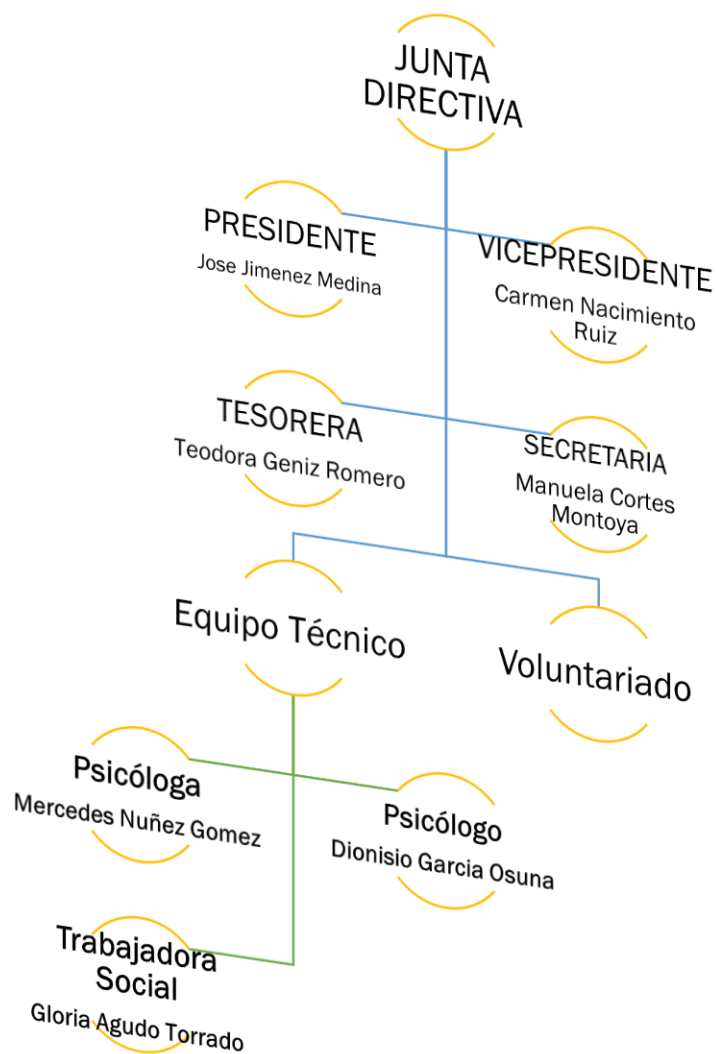 JUNTA
DIRECTIVA
PRESIDENTE
Jose Jimenez Medina
VICEPRESIDENTE
Carmen Nacimiento
Ruiz
TESORERA
Teodora Geniz Romero
SECRETARIA
Manuela Cortes
Montoya
Equipo Técnico
Voluntariado
Psicóloga
Mercedes Nuñez Gomez
Psicólogo
Dionisio Garcia Osuna
Trabajadora
Social
Gloria Agudo Torrado